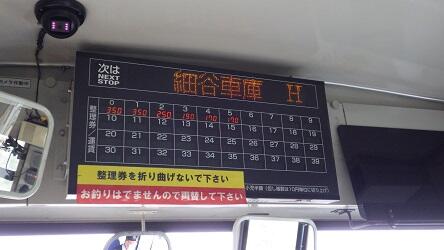 次は 細谷車庫 H
NEXT
STOP
整理券/運賃
0 1 2 3 4 5 6 7 8 9
350 350 250 190 170 170
10 11 12 13 14 15 16 17 18 19
20 21 22 23 24 25 26 27 28 29
30 31 32 33 34 35 36 37 38 39
整理券を折り曲げないで下さい
お釣りはでませんので両替して下さい